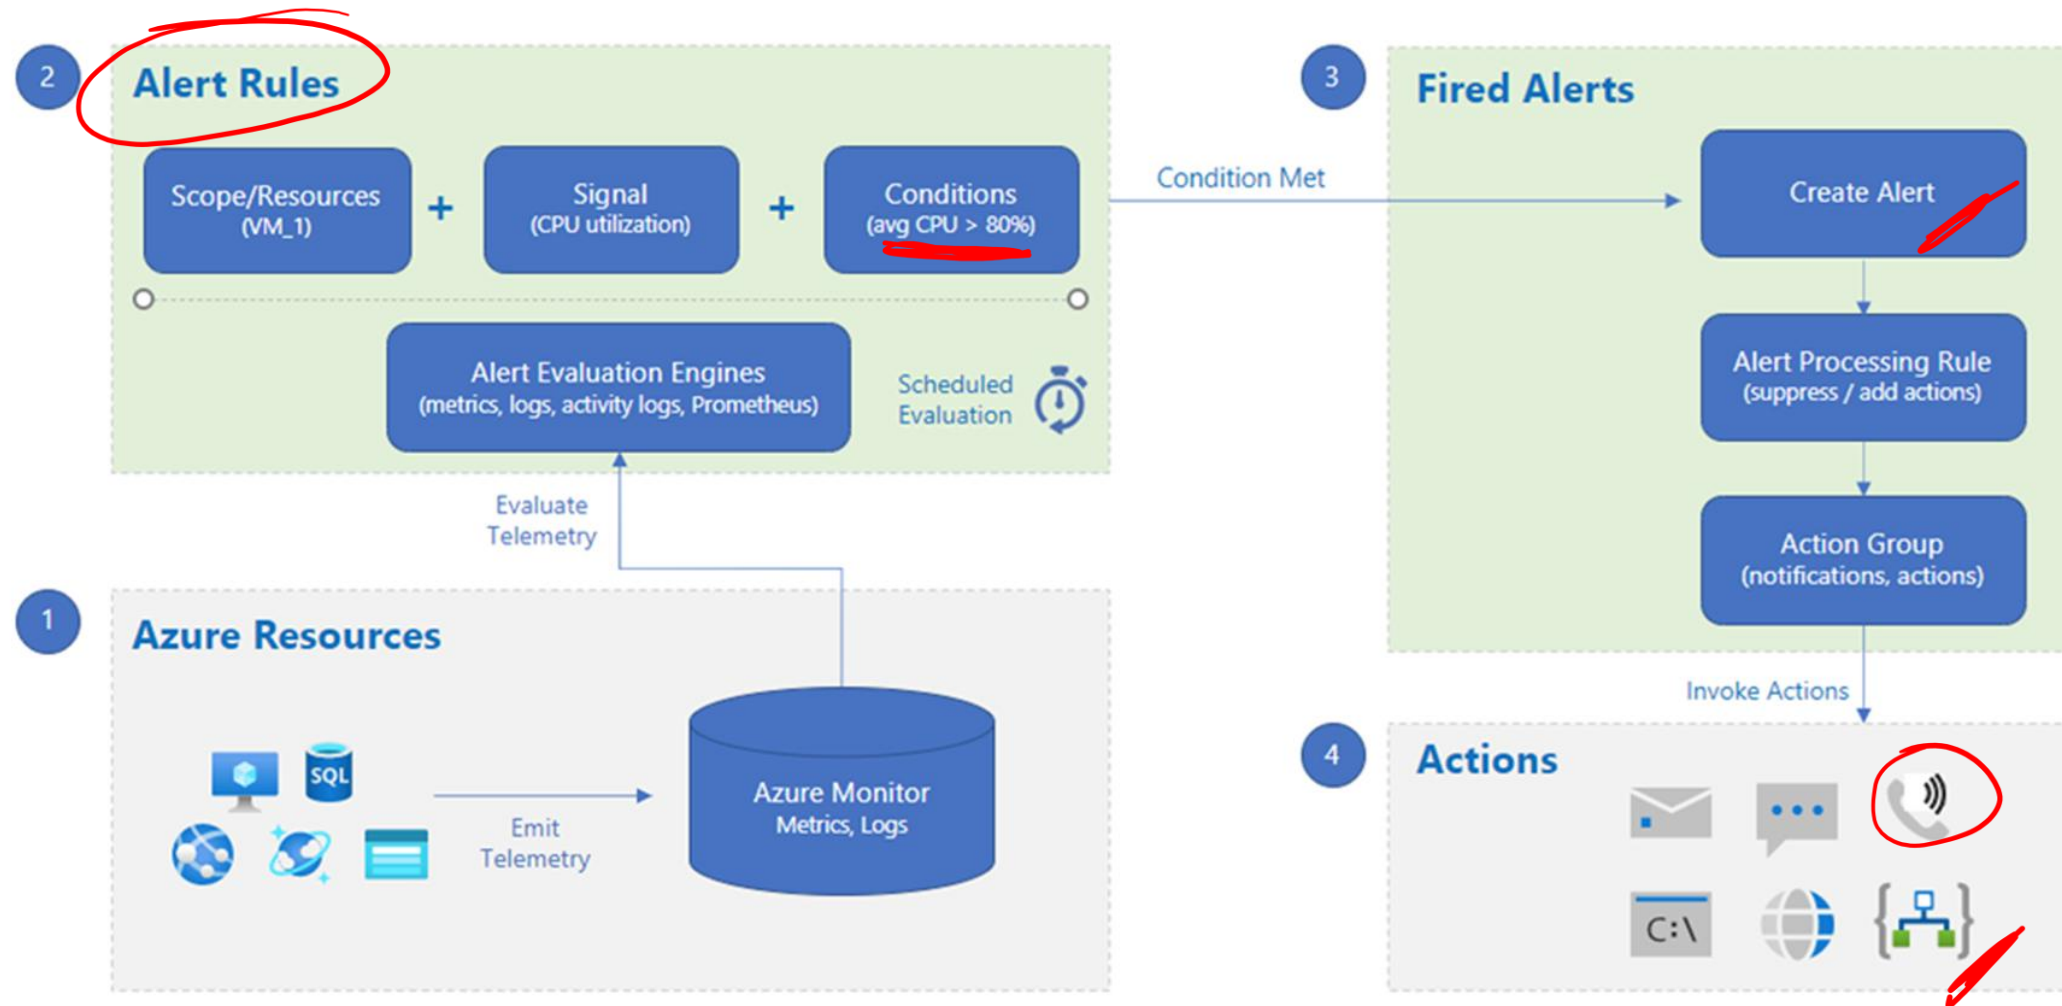 2
Alert Rules
Scope/Resources
(VM_1)
+
Signal
(CPU utilization)
+
Conditions
(avg CPU > 80%)
Alert Evaluation Engines
(metrics, logs, activity logs, Prometheus)
Scheduled
Evaluation
Evaluate
Telemetry
1
Azure Resources
SQL
Emit
Telemetry
Azure Monitor
Metrics, Logs
Condition Met
3
Fired Alerts
Create Alert
Alert Processing Rule
(suppress / add actions)
Action Group
(notifications, actions)
Invoke Actions
4
Actions
C:\